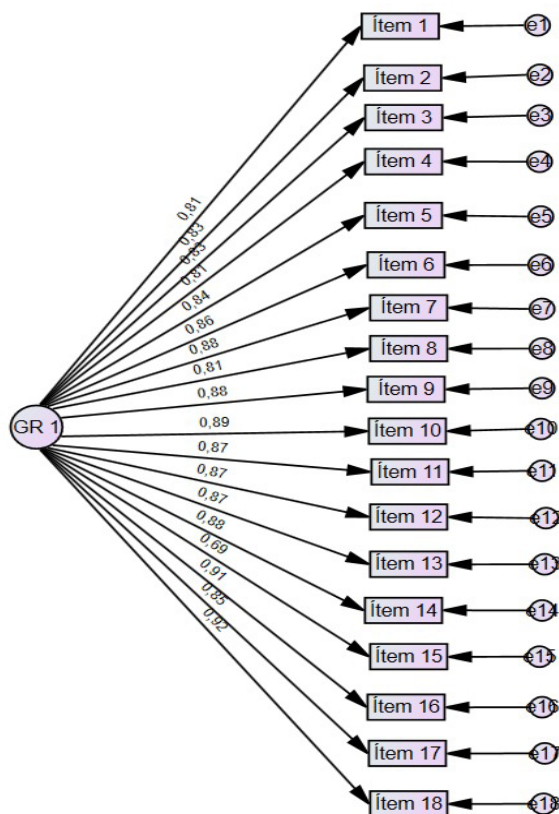 Ítem 1
e1
Ítem 2
e2
Ítem 3
e3
Ítem 4
e4
Ítem 5
e5
Ítem 6
e6
Ítem 7
e7
Ítem 8
e8
Ítem 9
e9
Ítem 10
e10
Ítem 11
e11
Ítem 12
e12
Ítem 13
e13
Ítem 14
e14
Ítem 15
e15
Ítem 16
e16
Ítem 17
e17
Ítem 18
e18
GR 1
0,81
0,83
0,83
0,81
0,84
0,86
0,88
0,81
0,88
0,89
0,87
0,87
0,87
0,88
0,69
0,91
0,85
0,92